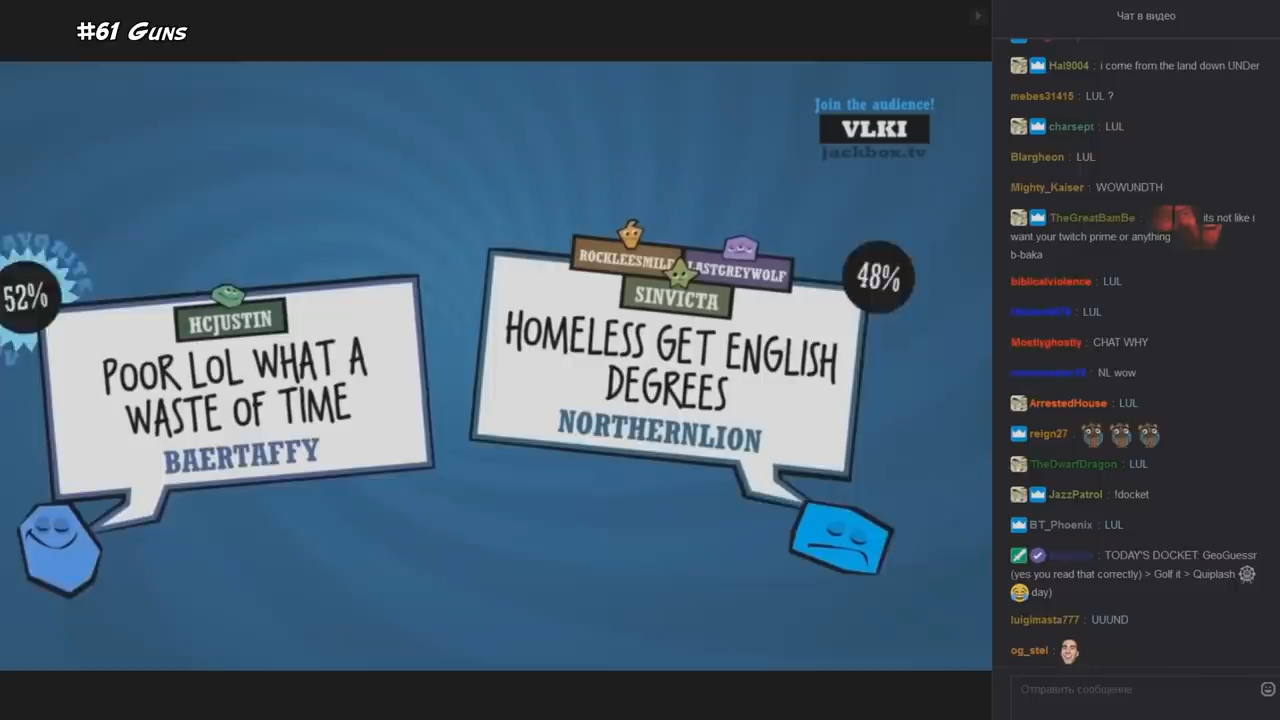 #61 Guns
Join the audience!
VLKI
jackbox.tv
52%
HCJUSTIN
POOR LOL WHAT A
WASTE OF TIME
BAERTAFFY
ROCKLEESMILE
LASTGREYWOLF
SINVICTA
48%
HOMELESS GET ENGLISH
DEGREES
NORTHERNLION
Чат в видео
Hal9004 : i come from the land down UNDer
mebes31415 : LUL ?
charsept : LUL
Blargheon : LUL
Mighty_Kaiser : WOWUNDTH
TheGreatBamBe : its not like i
want your twitch prime or anything
b-baka
biblicalviolence : LUL
: LUL
Mostlyghostly : CHAT WHY
: NL wow
ArrestedHouse : LUL
reign27 :
TheDwarfDragon : LUL
JazzPatrol : !docket
BT_Phoenix : LUL
: TODAY'S DOCKET: GeoGuessr
(yes you read that correctly) > Golf it > Quiplash
day)
luigimasta777 : UUUND
og_stel :
Отправить сообщение